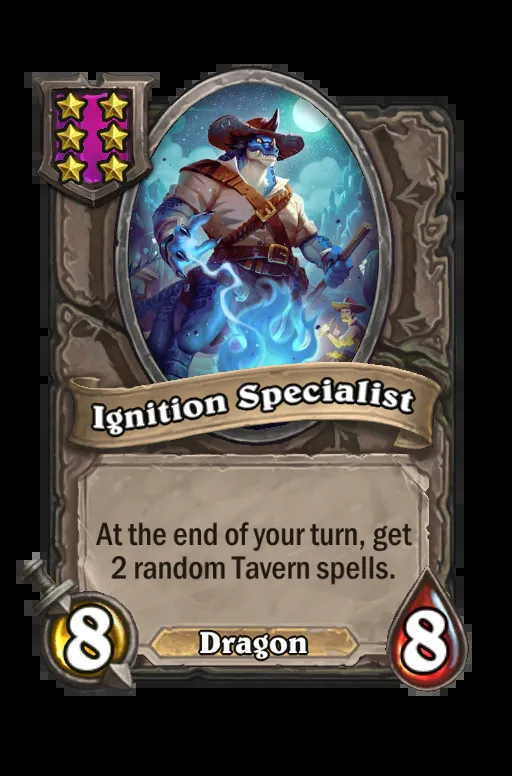 Ignition Specialist
At the end of your turn, get
2 random Tavern spells.
8
Dragon
8